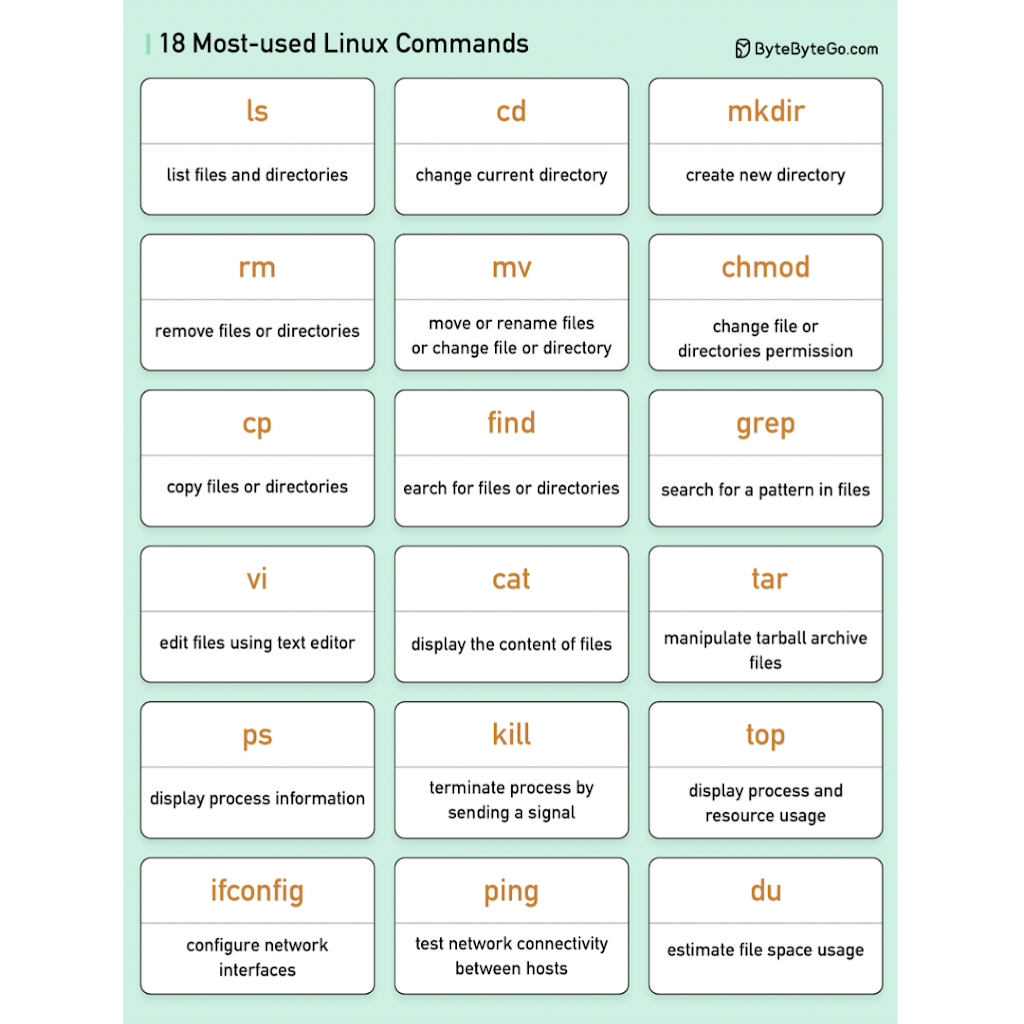 18 Most-used Linux Commands
ByteByteGo.com
ls
list files and directories
cd
change current directory
mkdir
create new directory
rm
remove files or directories
mv
move or rename files
or change file or directory
chmod
change file or
directories permission
cp
copy files or directories
find
earch for files or directories
grep
search for a pattern in files
vi
edit files using text editor
cat
display the content of files
tar
manipulate tarball archive
files
ps
display process information
kill
terminate process by
sending a signal
top
display process and
resource usage
ifconfig
configure network
interfaces
ping
test network connectivity
between hosts
du
estimate file space usage